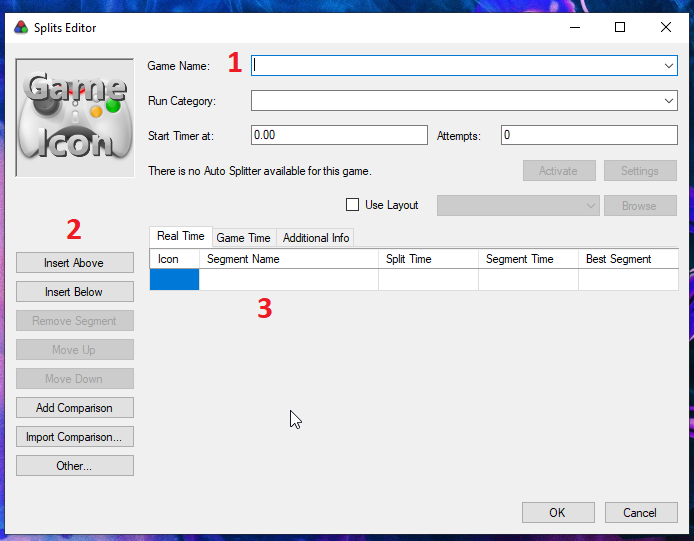 Splits Editor
Game Icon
Game Name: 1
Run Category:
Start Timer at: 0.00 Attempts: 0
There is no Auto Splitter available for this game. Activate Settings
Use Layout Browse
2
Real Time Game Time Additional Info
Icon Segment Name Split Time Segment Time Best Segment
3
Insert Above
Insert Below
Remove Segment
Move Up
Move Down
Add Comparison
Import Comparison...
Other...
OK Cancel